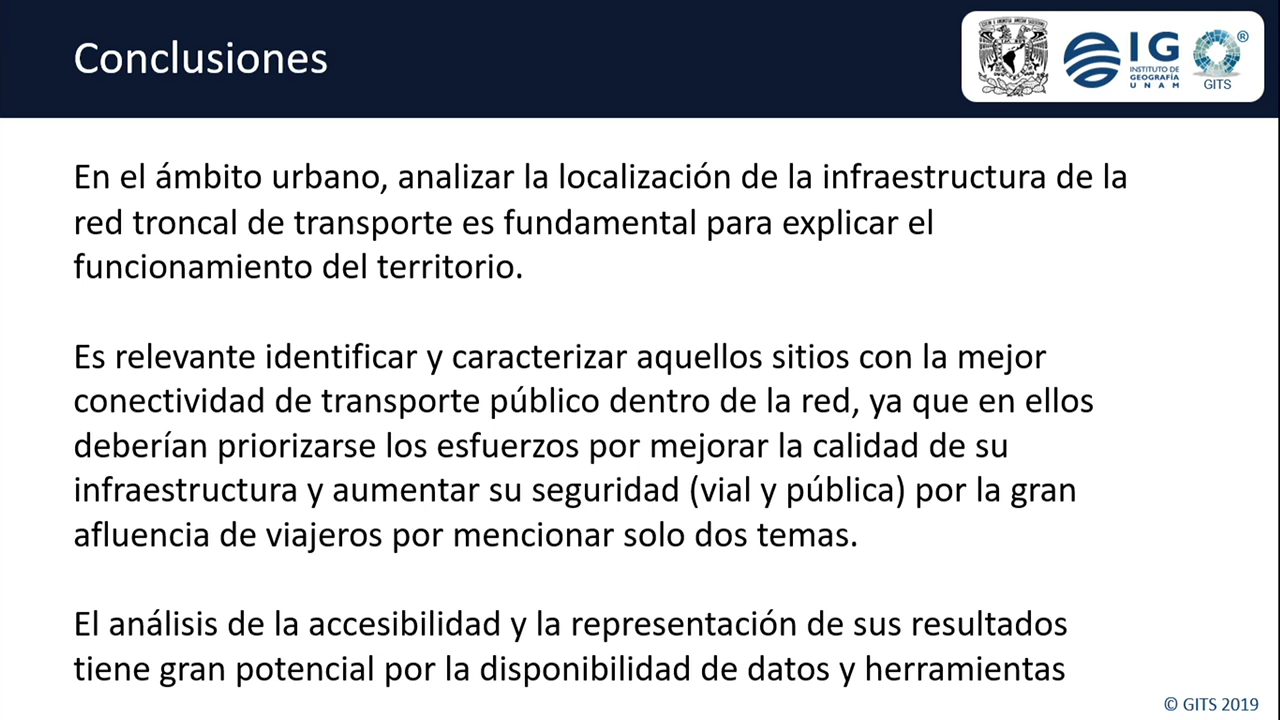 Conclusiones
IG
INSTITUTO DE
GEOGRAFÍA
UNAM
®
GITS
En el ámbito urbano, analizar la localización de la infraestructura de la
red troncal de transporte es fundamental para explicar el
funcionamiento del territorio.
Es relevante identificar y caracterizar aquellos sitios con la mejor
conectividad de transporte público dentro de la red, ya que en ellos
deberían priorizarse los esfuerzos por mejorar la calidad de su
infraestructura y aumentar su seguridad (vial y pública) por la gran
afluencia de viajeros por mencionar solo dos temas.
El análisis de la accesibilidad y la representación de sus resultados
tiene gran potencial por la disponibilidad de datos y herramientas
© GITS 2019